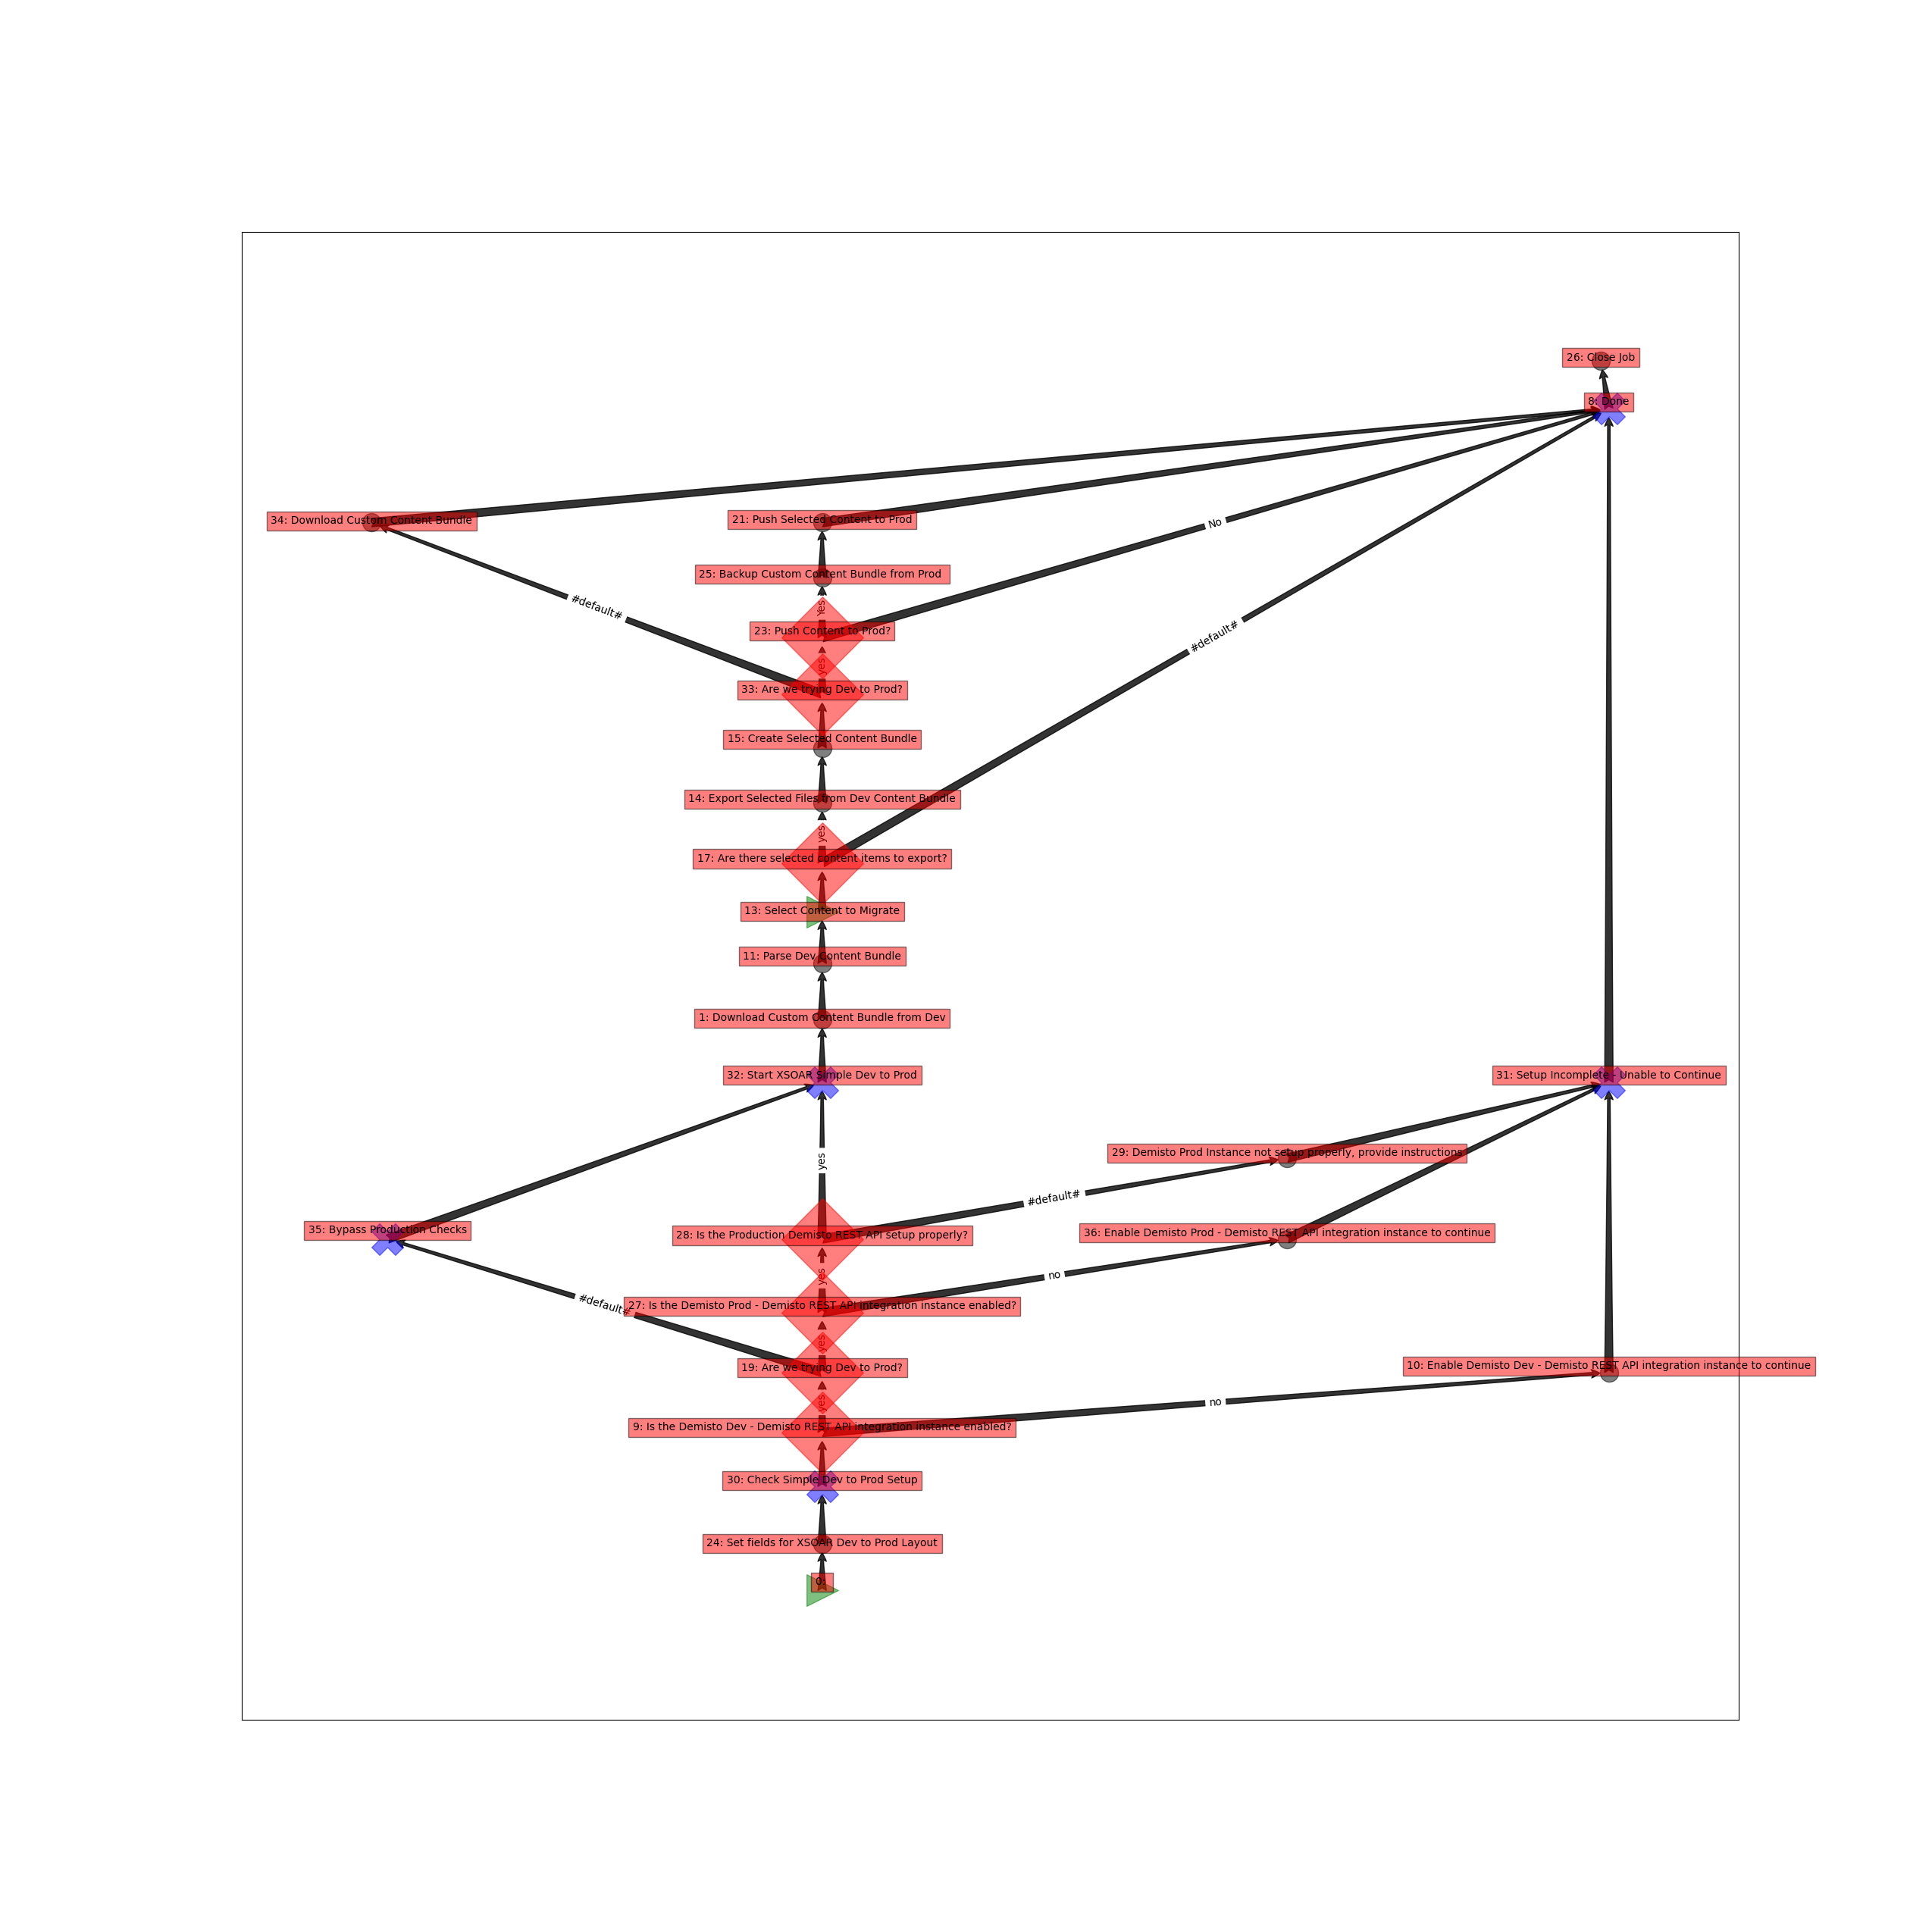 26: Close Job
8: Done
34: Download Custom Content Bundle
21: Push Selected Content to Prod
No
25: Backup Custom Content Bundle from Prod
#default#
Yes
23: Push Content to Prod?
#default#
yes
33: Are we trying Dev to Prod?
15: Create Selected Content Bundle
14: Export Selected Files from Dev Content Bundle
yes
17: Are there selected content items to export?
13: Select Content to Migrate
11: Parse Dev Content Bundle
1: Download Custom Content Bundle from Dev
32: Start XSOAR Simple Dev to Prod
31: Setup Incomplete - Unable to Continue
29: Demisto Prod Instance not setup properly, provide instructions
yes
#default#
35: Bypass Production Checks
28: Is the Production Demisto REST API setup properly?
36: Enable Demisto Prod - Demisto REST API integration instance to continue
yes
no
#default#
27: Is the Demisto Prod - Demisto REST API integration instance enabled?
yes
19: Are we trying Dev to Prod?
10: Enable Demisto Dev - Demisto REST API integration instance to continue
yes
no
9: Is the Demisto Dev - Demisto REST API integration instance enabled?
30: Check Simple Dev to Prod Setup
24: Set fields for XSOAR Dev to Prod Layout
0: